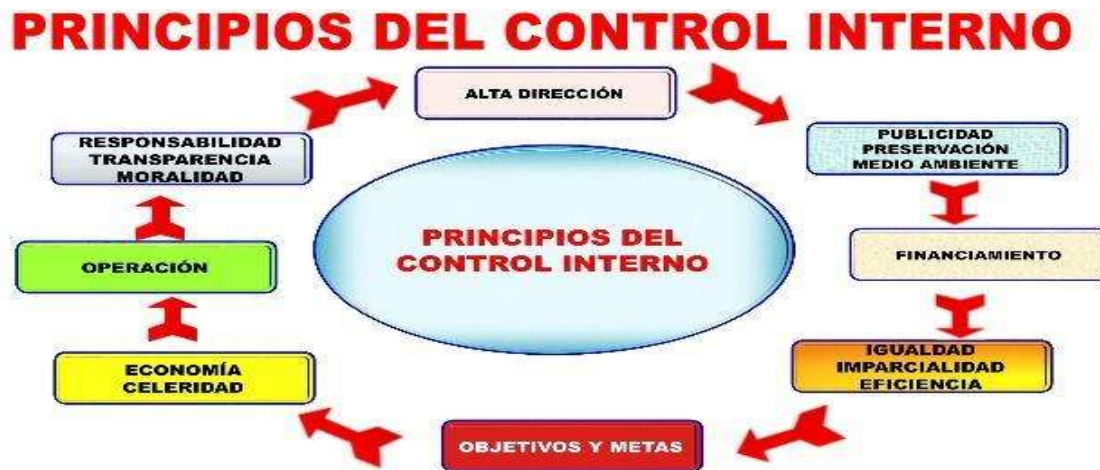 PRINCIPIOS DEL CONTROL INTERNO
ALTA DIRECCIÓN
PUBLICIDAD
PRESERVACIÓN
MEDIO AMBIENTE
FINANCIAMIENTO
IGUALDAD
IMPARCIALIDAD
EFICIENCIA
OBJETIVOS Y METAS
ECONOMÍA
CELERIDAD
OPERACIÓN
RESPONSABILIDAD
TRANSPARENCIA
MORALIDAD
PRINCIPIOS DEL
CONTROL INTERNO